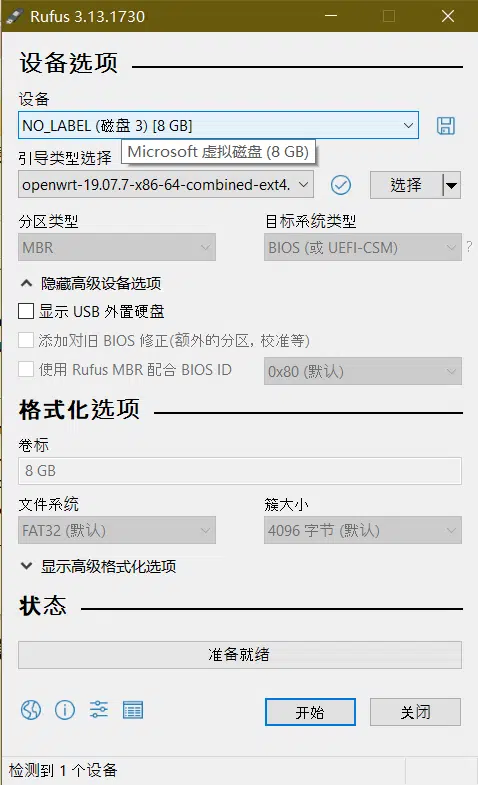 Rufus 3.13.1730
设备选项
设备
NO_LABEL (磁盘 3) [8 GB]
Microsoft 虚拟磁盘 (8 GB)
引导类型选择
openwrt-19.07.7-x86-64-combined-ext4.
选择
分区类型
目标系统类型
MBR
BIOS (或 UEFI-CSM)
?
隐藏高级设备选项
显示 USB 外置硬盘
添加对旧 BIOS 修正(额外的分区, 校准等)
使用 Rufus MBR 配合 BIOS ID
0x80 (默认)
格式化选项
卷标
8 GB
文件系统
簇大小
FAT32 (默认)
4096 字节 (默认)
显示高级格式化选项
状态
准备就绪
开始
关闭
检测到 1 个设备